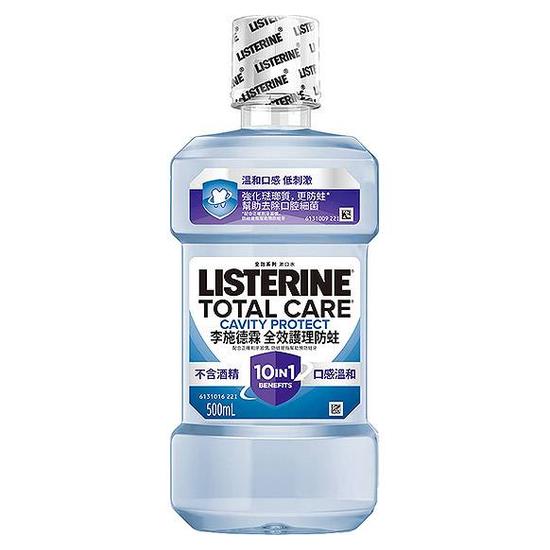 LISTERINE
溫和口感 低刺激
強化琺瑯質,更防蛀*
幫助去除口腔細菌
6131009 221
全效系列 漱口水
LISTERINE®
TOTAL CARE
CAVITY PROTECT
李施德霖 全效護理防蛀
不含酒精
10IN1
BENEFITS
口感溫和
6131016 221
500mL